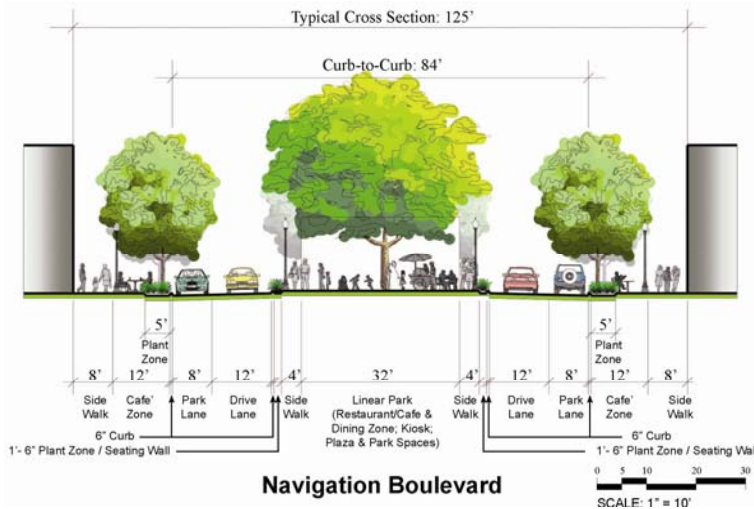 Typical Cross Section: 125'
Curb-to-Curb: 84'
5'
Plant
Zone
5'
Plant
Zone
8' 12' 8' 12' 4' 32' 4' 12' 8' 12' 8'
Side
Walk
Cafe'
Zone
Park
Lane
Drive
Lane
Side
Walk
Linear Park
(Restaurant/Cafe &
Dining Zone; Kiosk;
Plaza & Park Spaces)
Side
Walk
Drive
Lane
Park
Lane
Cafe'
Zone
Side
Walk
6" Curb
1'- 6" Plant Zone / Seating Wall
6" Curb
1'- 6" Plant Zone / Seating Wal
Navigation Boulevard
0 5 10 20 30
SCALE: 1" = 10'